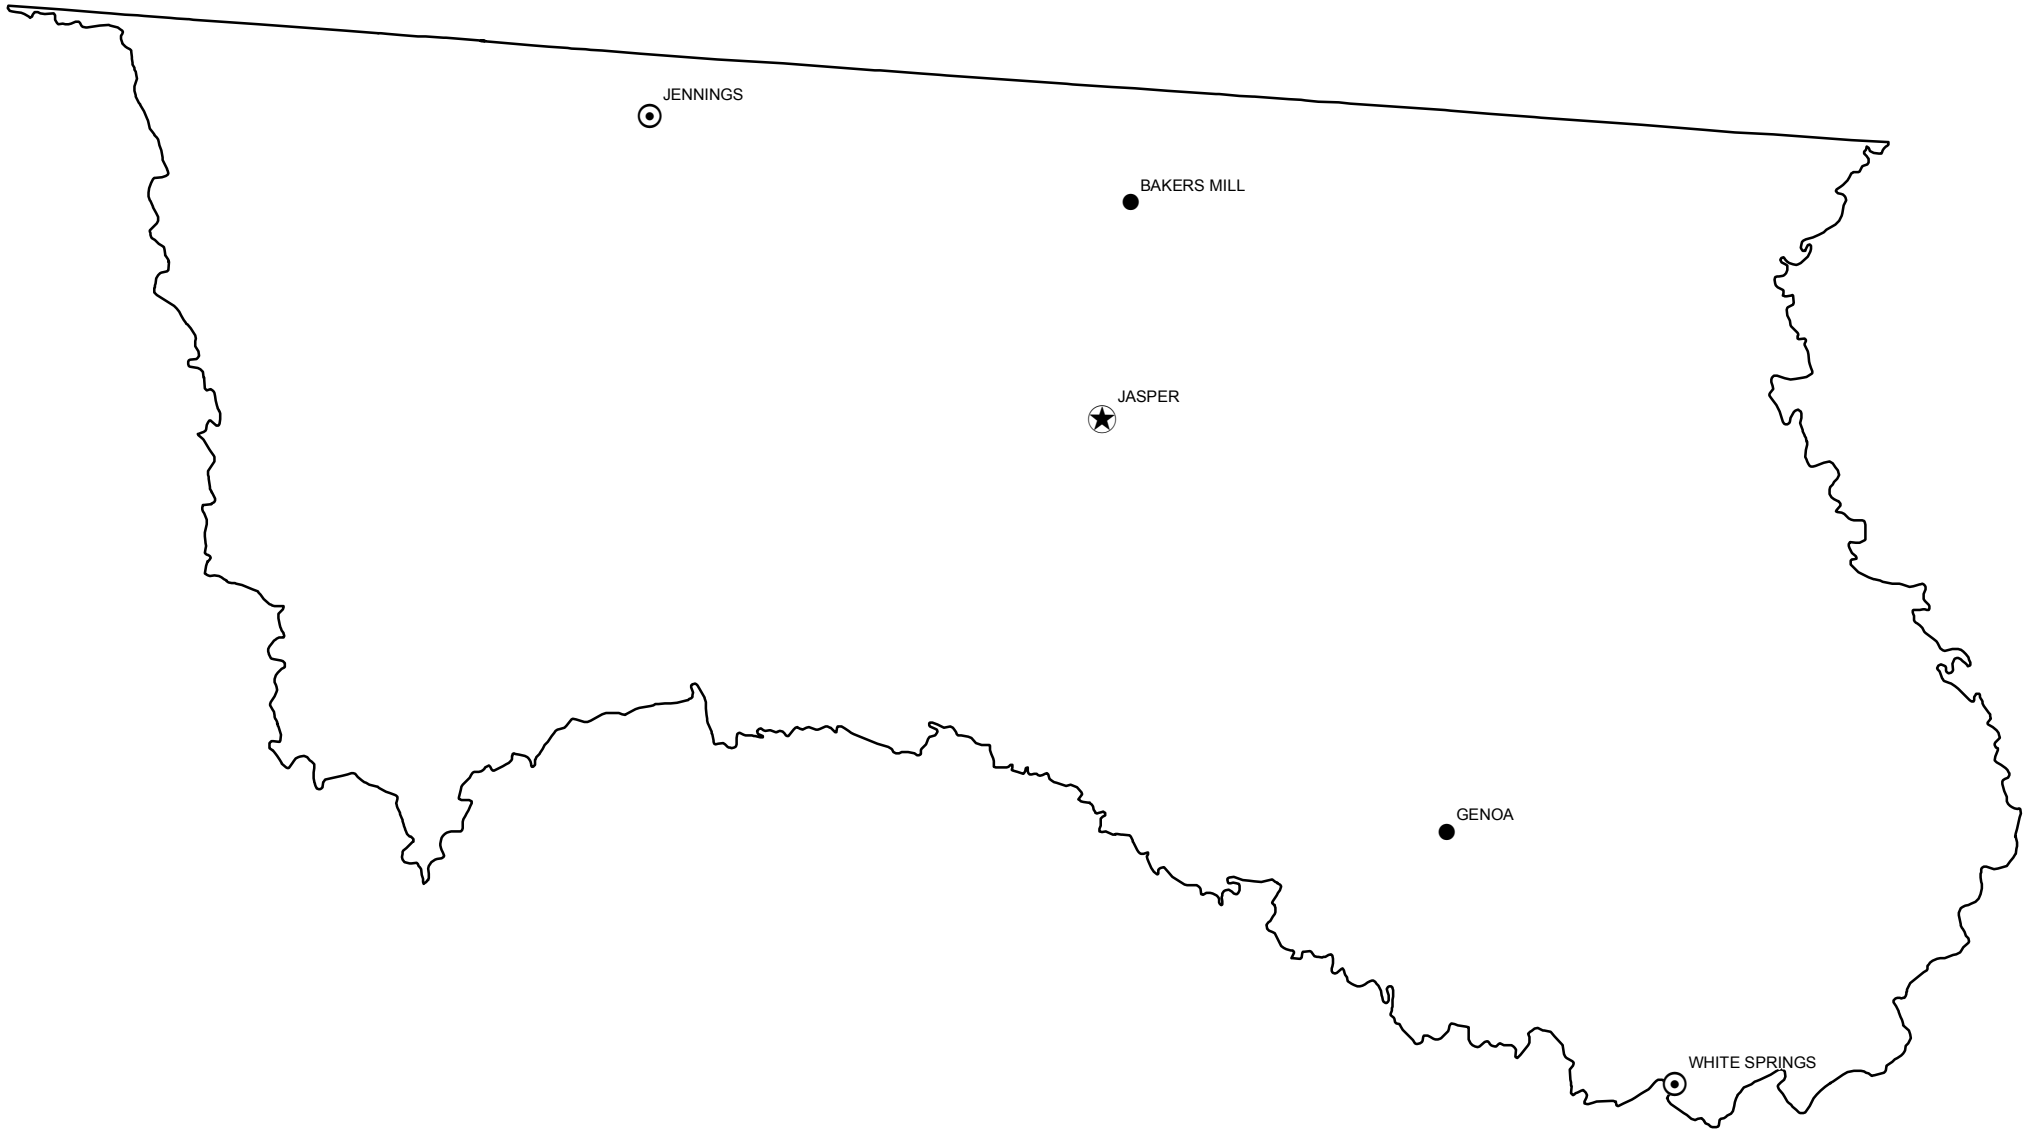 JENNINGS
BAKERS MILL
JASPER
GENOA
WHITE SPRINGS